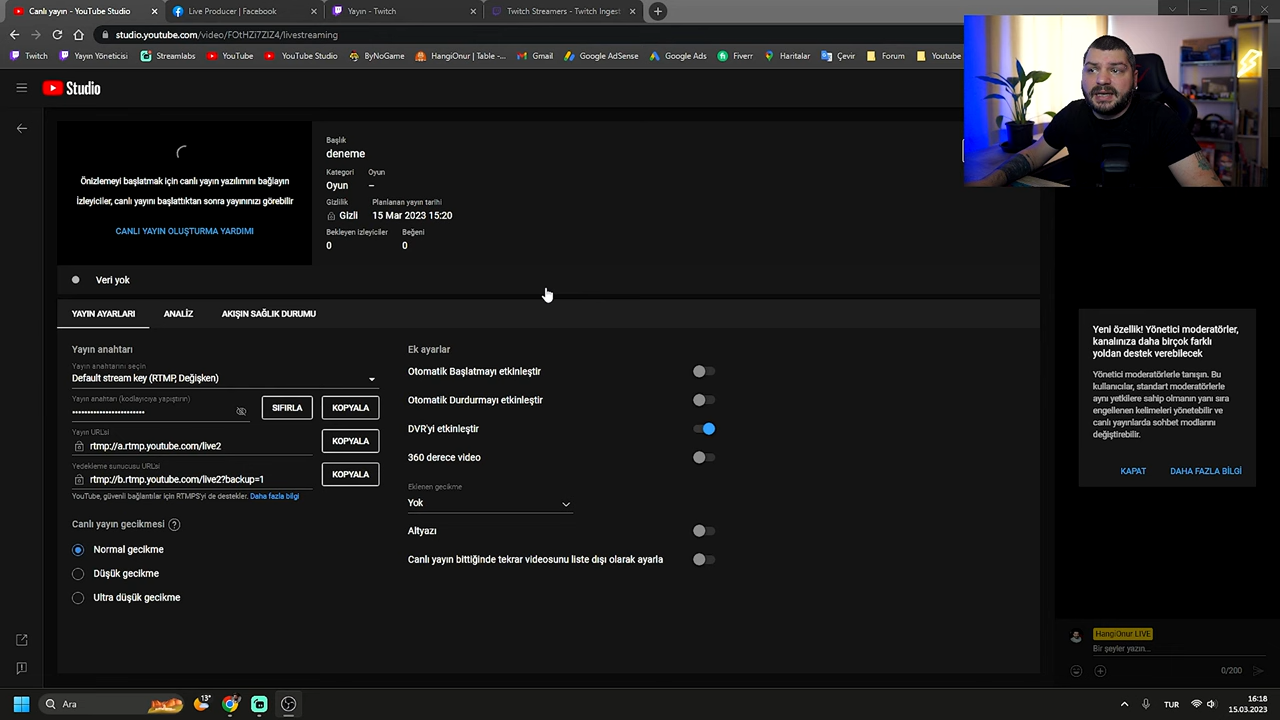 Canlı yayın - YouTube Studio
Live Producer | Facebook
Yayın - Twitch
Twitch Streamers - Twitch Ingest
studio.youtube.com/video/FOtHZi7ZIZ4/livestreaming
Twitch
Yayın Yöneticisi
Streamlabs
YouTube
YouTube Studio
ByNoGame
HangiOnur | Table -...
Gmail
Google AdSense
Google Ads
Fiverr
Haritalar
Çevir
Forum
Youtube
Studio
Önizlemeyi başlatmak için canlı yayın yazılımını bağlayın
İzleyiciler, canlı yayını başlattıktan sonra yayınınızı görebilir
CANLI YAYIN OLUŞTURMA YARDIMI
Başlık
deneme
Kategori Oyun
Oyun –
Gizlilik Planlanan yayın tarihi
Gizli 15 Mar 2023 15:20
Bekleyen izleyiciler Beğeni
0 0
Veri yok
YAYIN AYARLARI ANALİZ AKIŞIN SAĞLIK DURUMU
Yayın anahtarı
Yayın anahtarını seçin
Default stream key (RTMP, Değişken)
Yayın anahtarı (kodlayıcıya yapıştırın)
SIFIRLA KOPYALA
Yayın URLsi
rtmp://a.rtmp.youtube.com/live2
KOPYALA
Yedekleme sunucusu URLsi
rtmp://b.rtmp.youtube.com/live2?backup=1
KOPYALA
YouTube, güvenli bağlantılar için RTMPS'yi de destekler. Daha fazla bilgi
Canlı yayın gecikmesi ?
Normal gecikme
Düşük gecikme
Ultra düşük gecikme
Ek ayarlar
Otomatik Başlatmayı etkinleştir
Otomatik Durdurmayı etkinleştir
DVR'yi etkinleştir
360 derece video
Eklenen gecikme
Yok
Altyazı
Canlı yayın bittiğinde tekrar videosunu liste dışı olarak ayarla
Yeni özellik! Yönetici moderatörler,
kanalınıza daha birçok farklı
yoldan destek verebilecek
Yönetici moderatörlerle tanışın. Bu
kullanıcılar, standart moderatörlerle
aynı yetkilere sahip olmanın yanı sıra
engellenen kelimeleri yönetebilir ve
canlı yayınlarda sohbet modlarını
değiştirebilir.
KAPAT DAHA FAZLA BİLGİ
HangiOnur LIVE
Bir şeyler yazın...
0/200
Ara
13°
TUR
16:18
15.03.2023